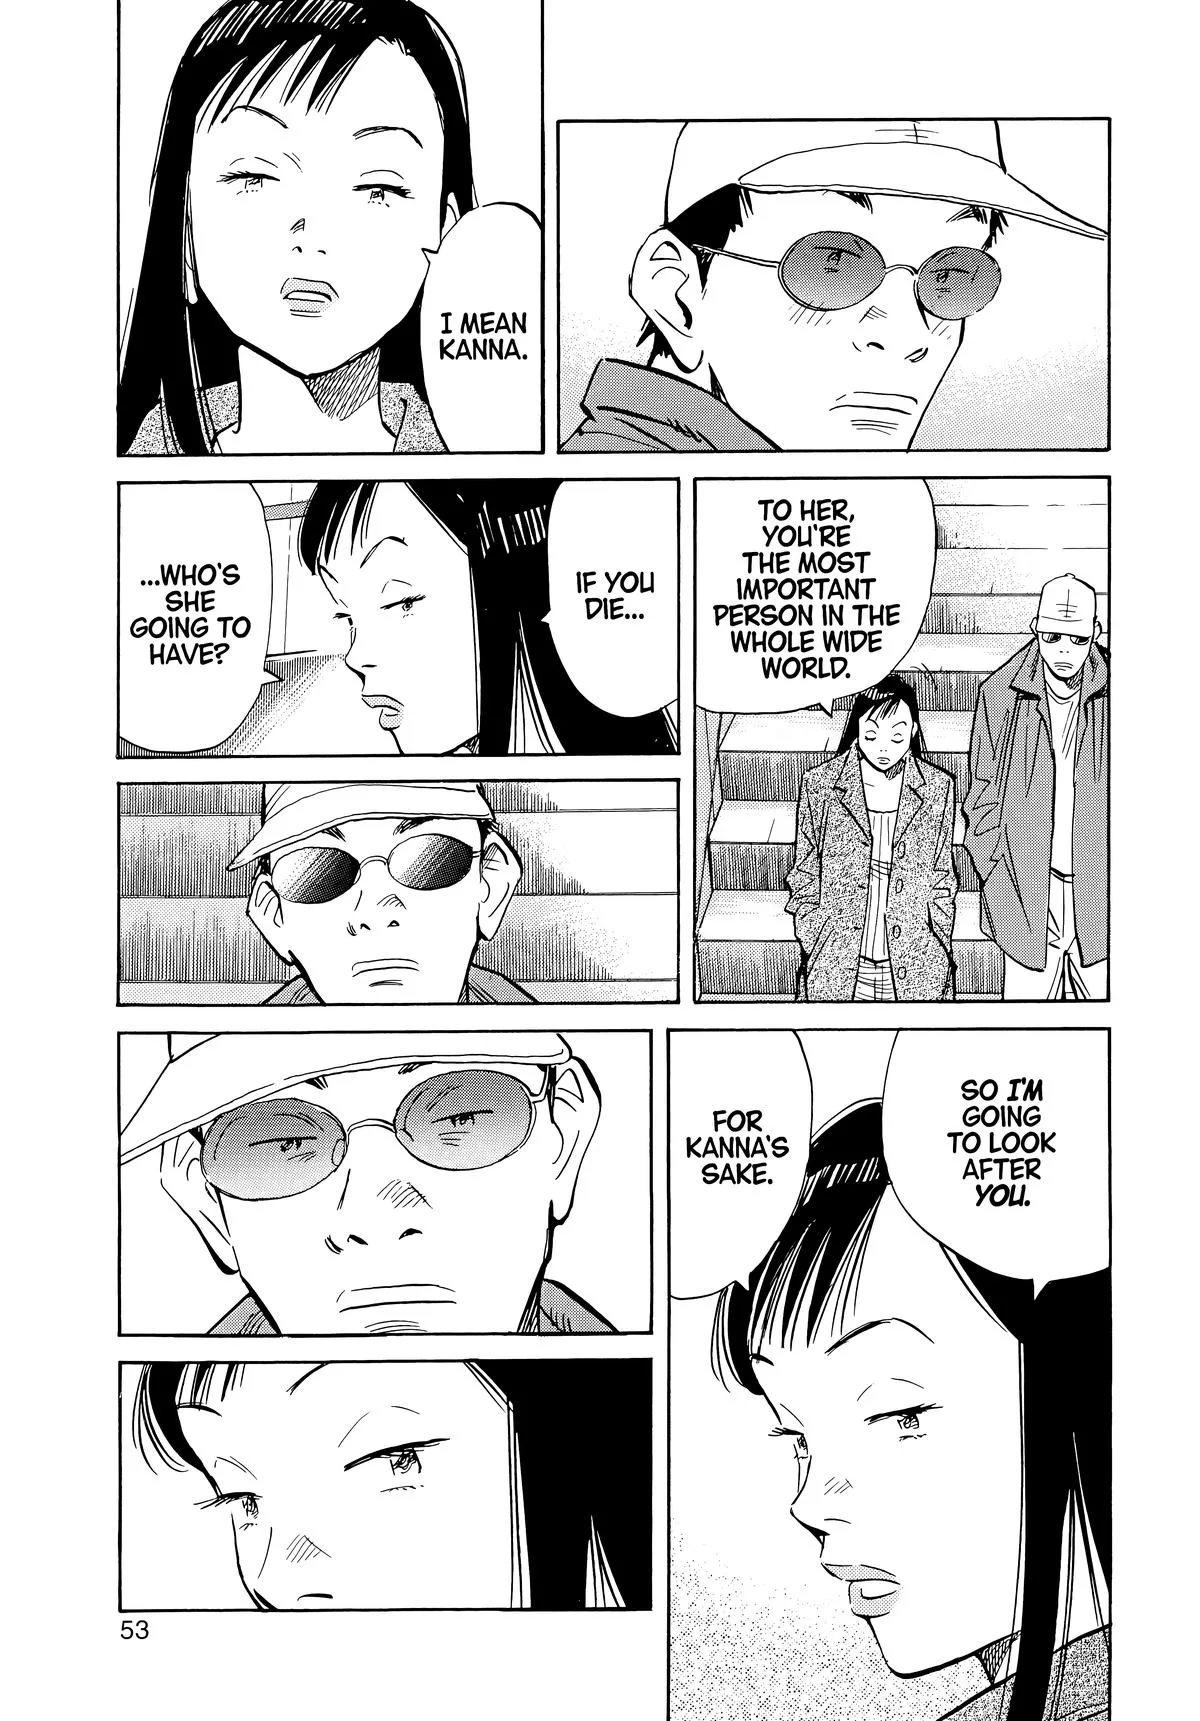 I MEAN
KANNA.
TO HER,
YOU'RE
THE MOST
IMPORTANT
PERSON IN THE
WHOLE WIDE
WORLD.
IF YOU
DIE...
...WHO'S
SHE
GOING TO
HAVE?
SO I'M
GOING
TO LOOK
AFTER
YOU.
FOR
KANNA'S
SAKE.
53